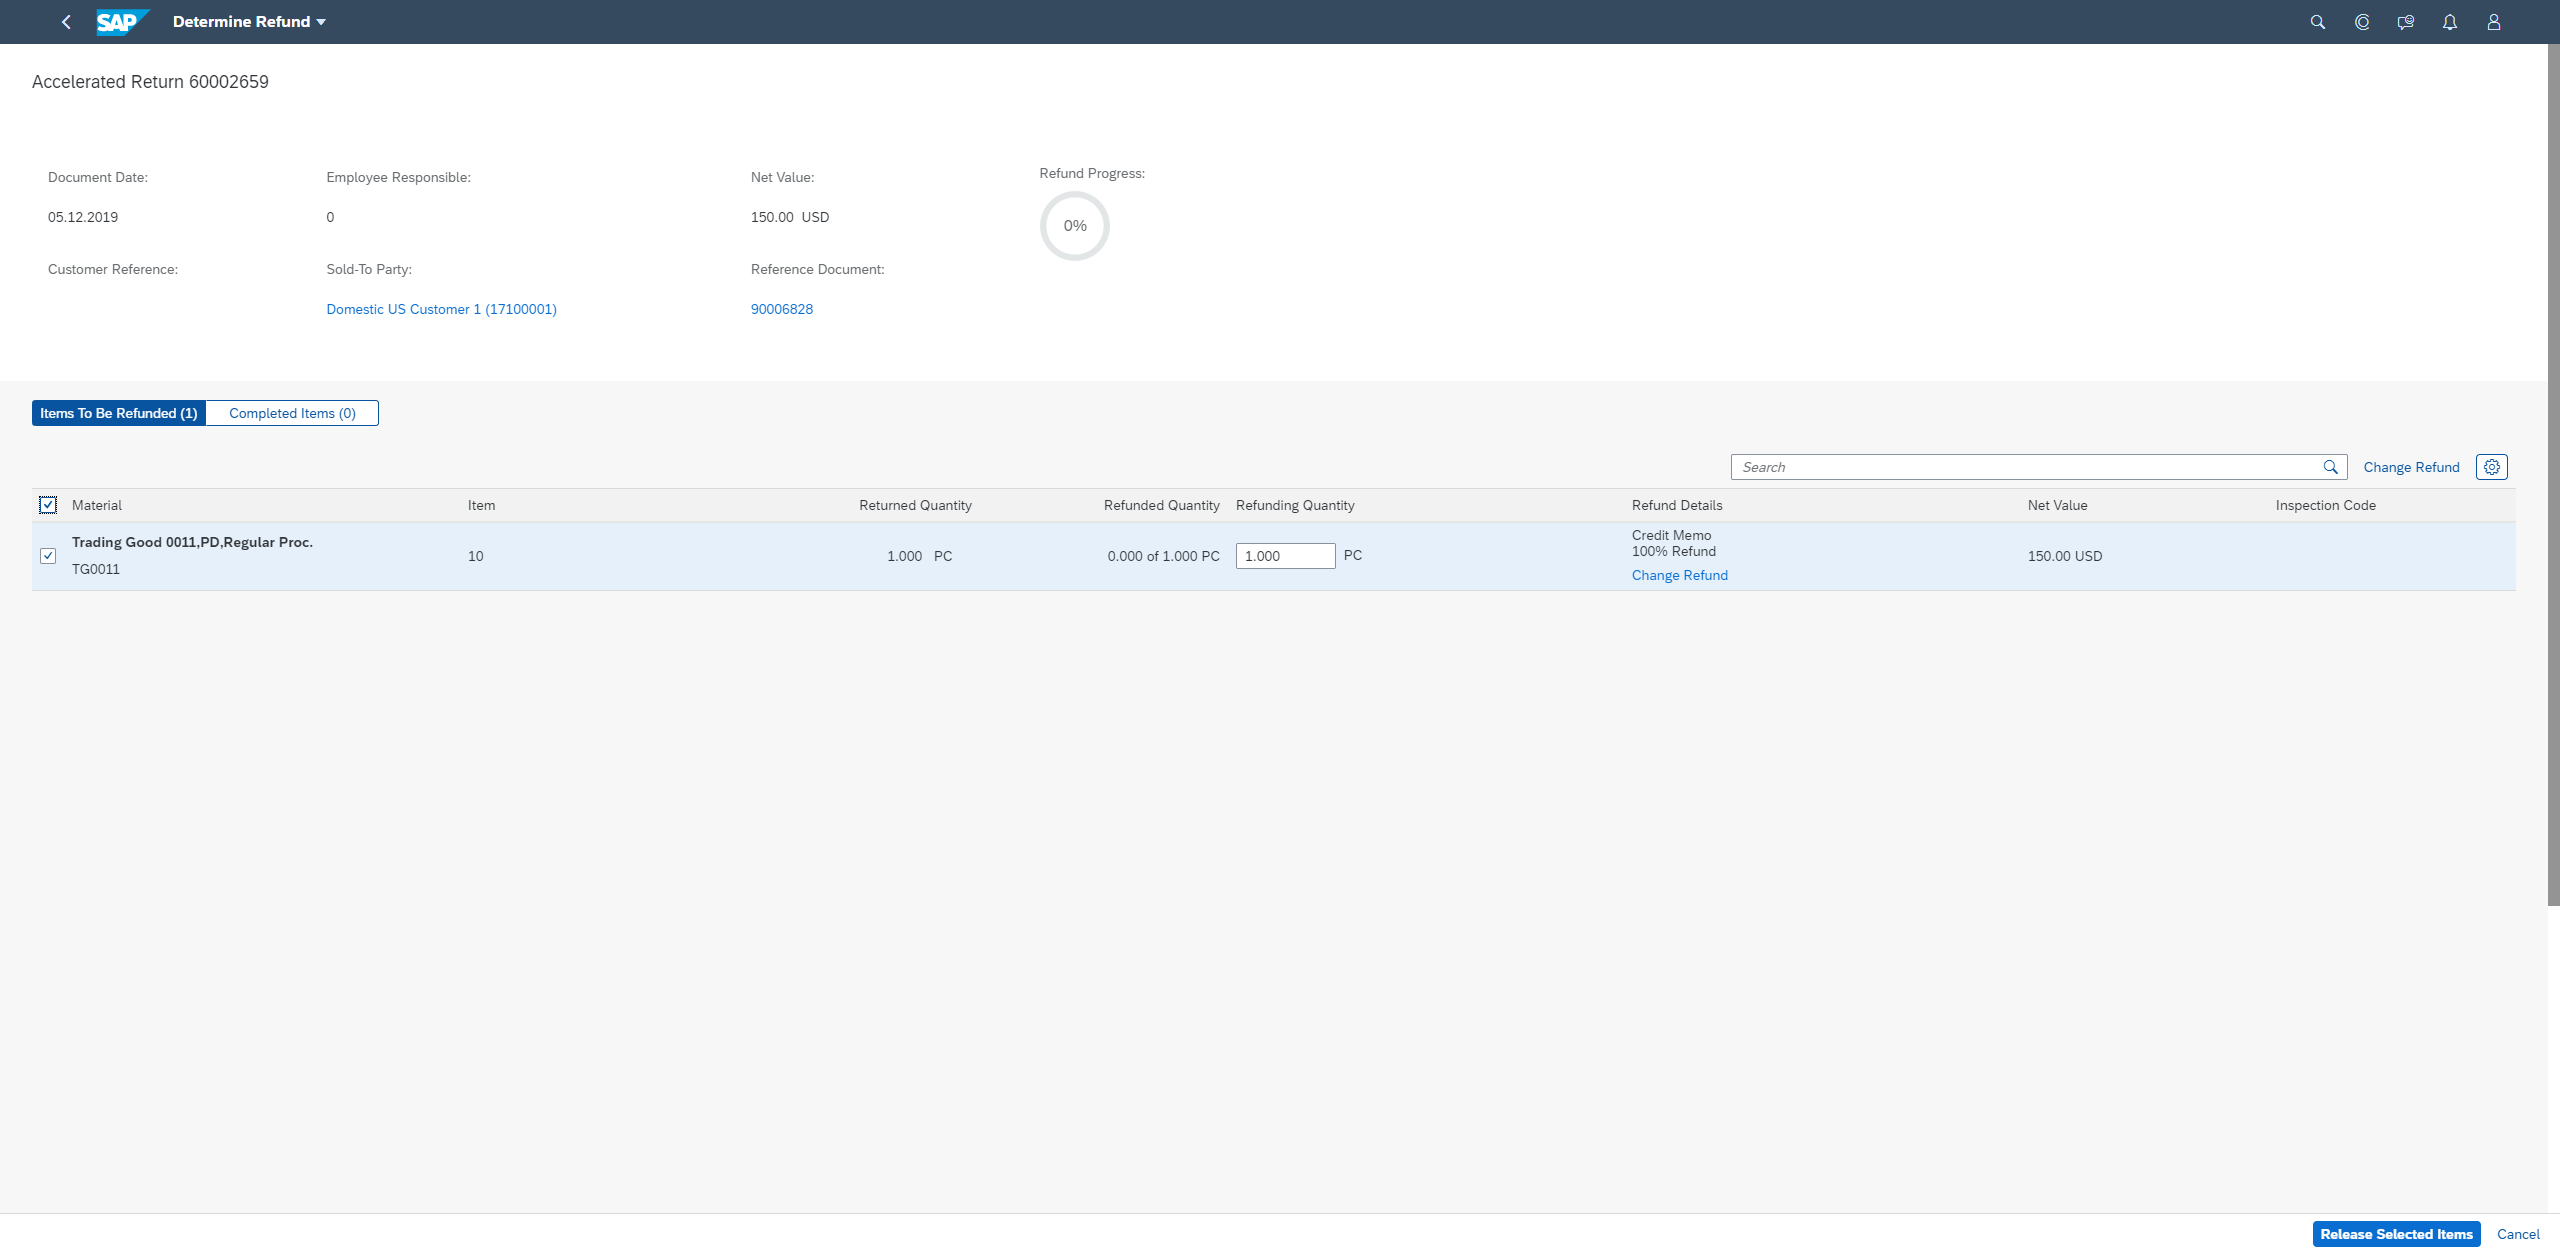 SAP Determine Refund
Accelerated Return 60002659
Document Date: Employee Responsible: Net Value: Refund Progress:
05.12.2019 0 150.00 USD 0%
Customer Reference: Sold-To Party: Reference Document:
Domestic US Customer 1 (17100001) 90006828
Items To Be Refunded (1) Completed Items (0)
Search Change Refund
Material Item Returned Quantity Refunded Quantity Refunding Quantity Refund Details Net Value Inspection Code
Trading Good 0011,PD,Regular Proc. 10 1.000 PC 0.000 of 1.000 PC 1.000 PC Credit Memo 150.00 USD
100% Refund
TG0011 Change Refund
Release Selected Items Cancel